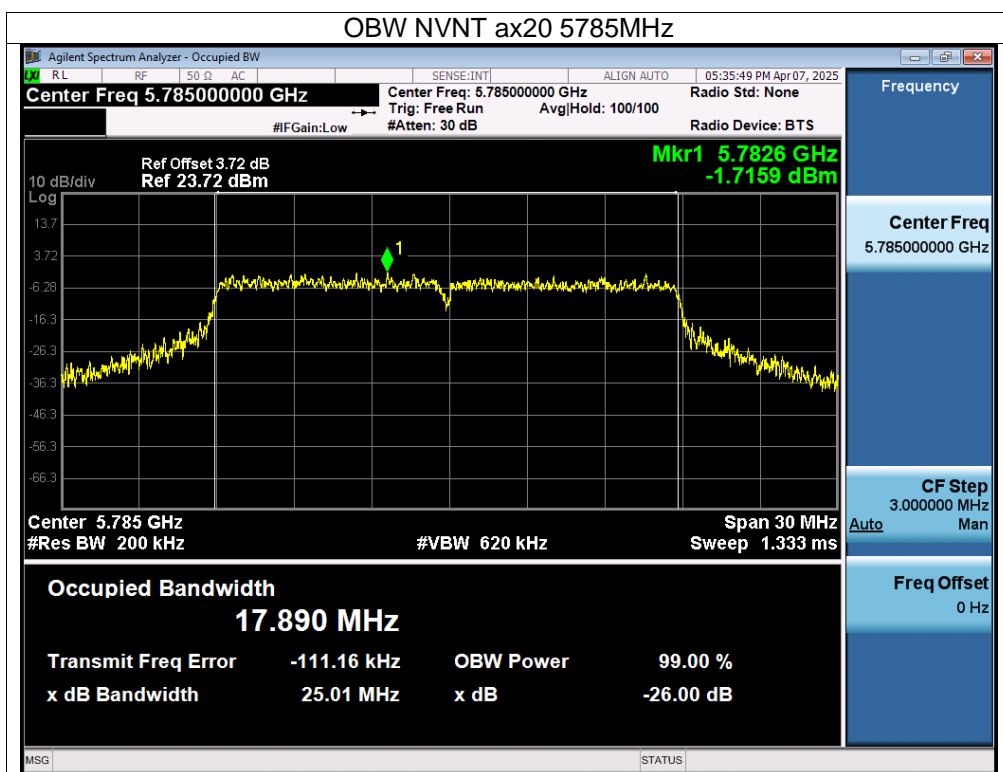 OBW NVNT ax20 5785MHz
Agilent Spectrum Analyzer - Occupied BW
LXI RL RF 50 Ω AC SENSE:INT ALIGN AUTO 05:35:49 PM Apr 07, 2025
Center Freq 5.785000000 GHz
Center Freq: 5.785000000 GHz
Radio Std: None
Trig: Free Run Avg|Hold: 100/100
#IFGain:Low #Atten: 30 dB Radio Device: BTS
Mkr1 5.7826 GHz
-1.7159 dBm
Ref Offset 3.72 dB
10 dB/div Ref 23.72 dBm
Log
13.7
1
3.72
-6.28
-16.3
-26.3
-36.3
-46.3
-56.3
-66.3
Center 5.785 GHz Span 30 MHz
#Res BW 200 kHz #VBW 620 kHz Sweep 1.333 ms
Occupied Bandwidth
17.890 MHz
Transmit Freq Error -111.16 kHz OBW Power 99.00 %
x dB Bandwidth 25.01 MHz x dB -26.00 dB
MSG STATUS
Frequency
Center Freq
5.785000000 GHz
CF Step
3.000000 MHz
Auto Man
Freq Offset
0 Hz